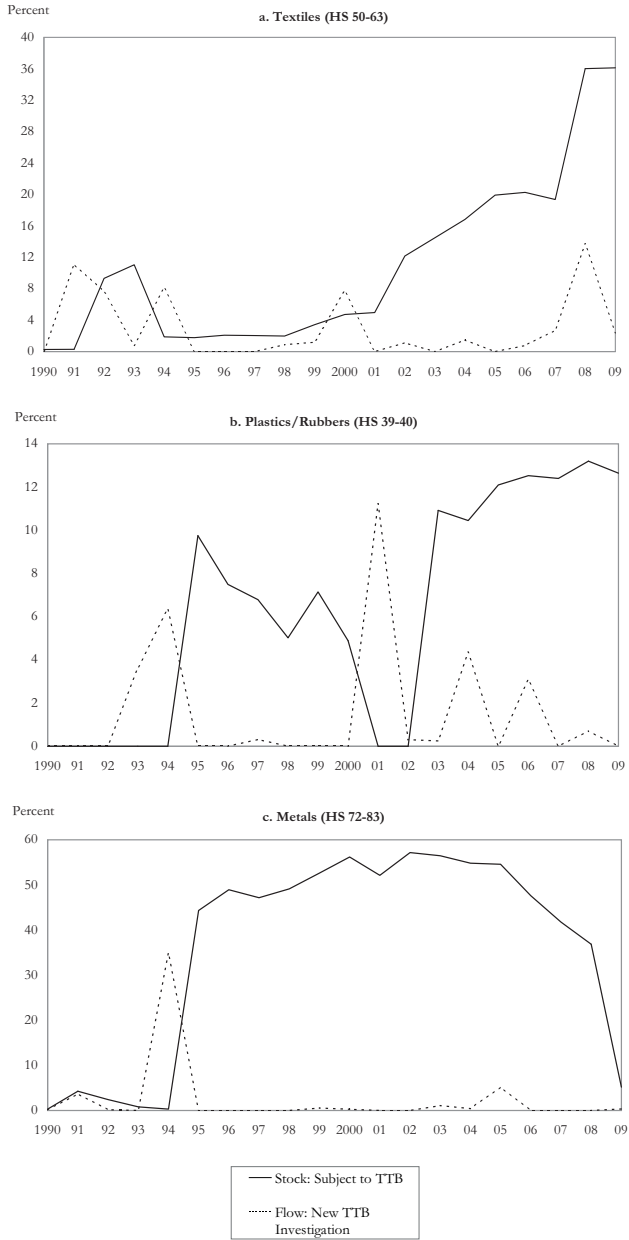 Percent
a. Textiles (HS 50-63)
40
36
32
28
24
20
16
12
8
4
0
1990 91 92 93 94 95 96 97 98 99 2000 01 02 03 04 05 06 07 08 09
Percent
b. Plastics/Rubbers (HS 39-40)
14
12
10
8
6
4
2
0
1990 91 92 93 94 95 96 97 98 99 2000 01 02 03 04 05 06 07 08 09
Percent
c. Metals (HS 72-83)
60
50
40
30
20
10
0
1990 91 92 93 94 95 96 97 98 99 2000 01 02 03 04 05 06 07 08 09
Stock: Subject to TTB
Flow: New TTB
Investigation